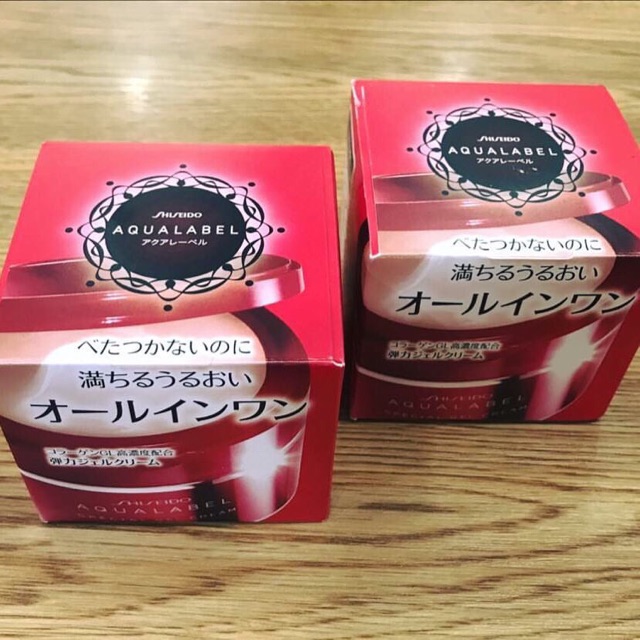 SHISEIDO
AQUALABEL
アクアレーベル
べたつかないのに
満ちるうるおい
オールインワン
コラーゲンGL高濃度配合
弾力ジェルクリーム
SHISEIDO
AQUALABEL
SHISEIDO
AQUALABEL
アクアレーベル
べたつかないのに
満ちるうるおい
オールインワン
コラーゲンGL高濃度配合
弾力ジェルクリーム
SHISEIDO
AQUALABEL